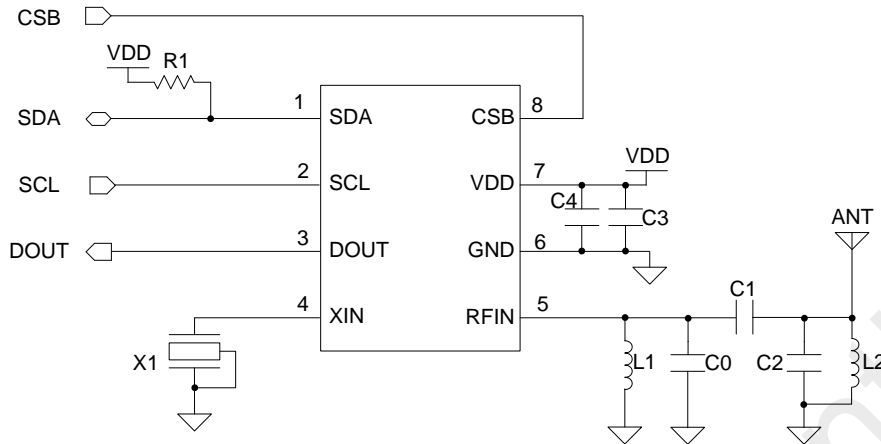 CSB
VDD
R1
SDA
1
SDA
CSB
8
SCL
2
SCL
VDD
7
VDD
C4
C3
DOUT
3
DOUT
GND
6
ANT
XIN
4
RFIN
5
C1
X1
L1
C0
C2
L2